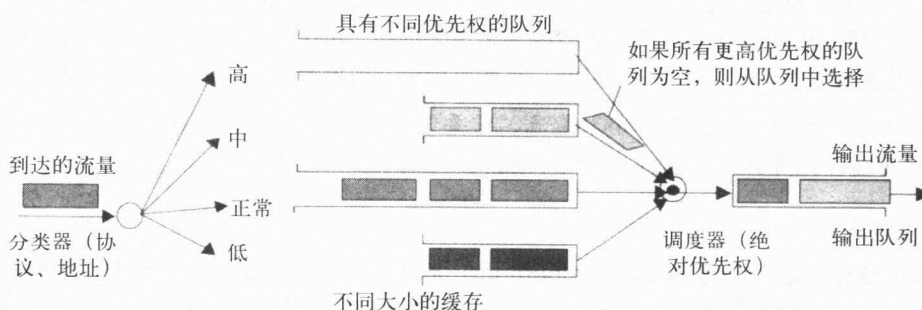 具有不同优先权的队列
如果所有更高优先权的队
列为空，则从队列中选择
高
中
到达的流量
正常
分类器（协
议、地址）
低
输出流量
调度器（绝
对优先权）
输出队列
不同大小的缓存